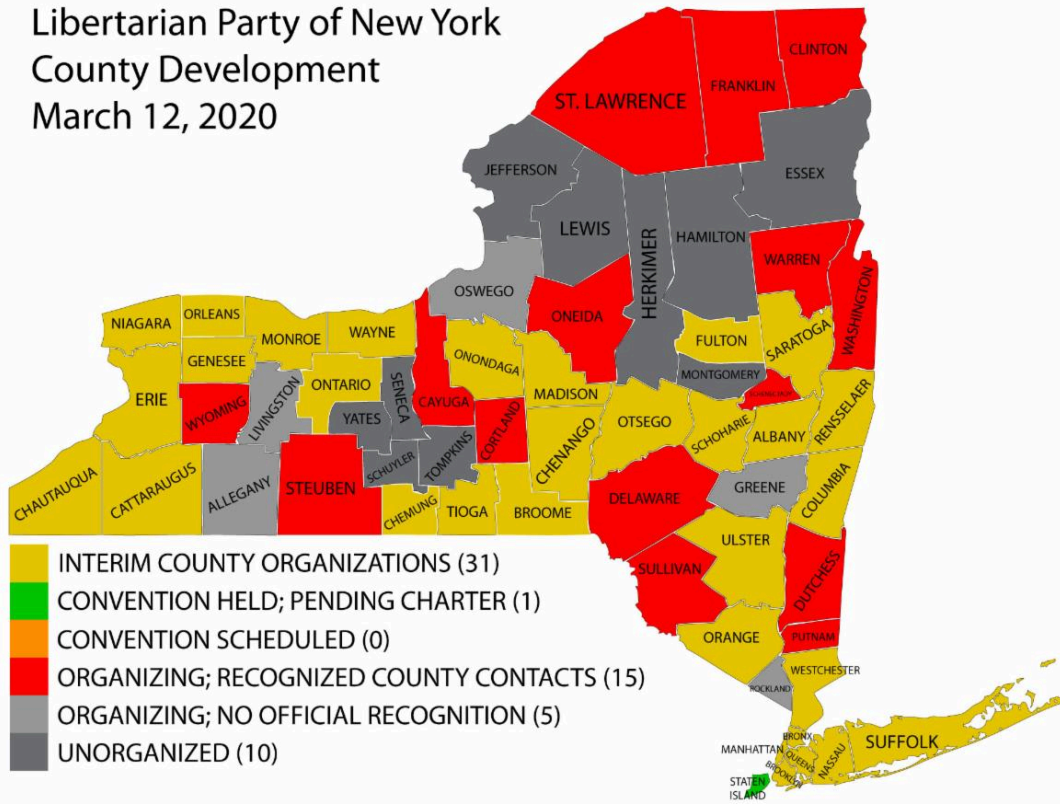 Libertarian Party of New York
County Development
March 12, 2020
CLINTON
FRANKLIN
ST. LAWRENCE
JEFFERSON
ESSEX
LEWIS
HERKIMER
HAMILTON
WARREN
WASHINGTON
OSWEGO
ONEIDA
NIAGARA
ORLEANS
MONROE
WAYNE
FULTON
SARATOGA
GENESEE
ONONDAGA
MONTGOMERY
ERIE
WYOMING
LIVINGSTON
ONTARIO
SENECA
CAYUGA
MADISON
SCHENECTADY
RENSSELAER
YATES
CORTLAND
CHENANGO
OTSEGO
SCHOHARIE
ALBANY
CHAUTAUQUA
CATTARAUGUS
ALLEGANY
STEUBEN
SCHUYLER
TOMPKINS
CHEMUNG
TIOGA
BROOME
DELAWARE
GREENE
COLUMBIA
ULSTER
SULLIVAN
DUTCHESS
ORANGE
PUTNAM
ROCKLAND
WESTCHESTER
BRONX
MANHATTAN
QUEENS
BROOKLYN
NASSAU
SUFFOLK
STATEN
ISLAND
INTERIM COUNTY ORGANIZATIONS (31)
CONVENTION HELD; PENDING CHARTER (1)
CONVENTION SCHEDULED (0)
ORGANIZING; RECOGNIZED COUNTY CONTACTS (15)
ORGANIZING; NO OFFICIAL RECOGNITION (5)
UNORGANIZED (10)